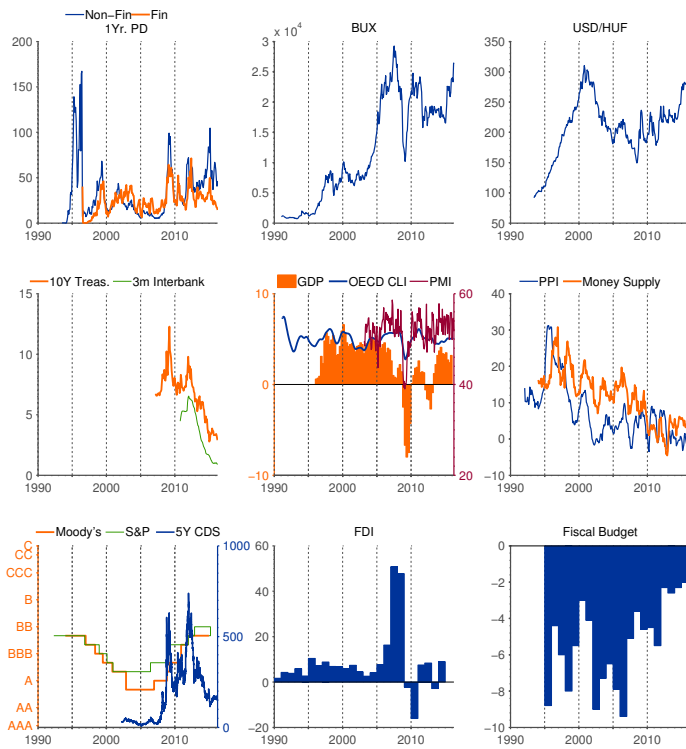 Non−Fin Fin
1Yr. PD
200
150
100
50
0
1990 2000 2010
BUX
x 10^4
3
2.5
2
1.5
1
0.5
0
1990 2000 2010
USD/HUF
350
300
250
200
150
100
50
1990 2000 2010
10Y Treas. 3m Interbank
15
10
5
0
1990 2000 2010
GDP OECD CLI PMI
10
0
−10
60
40
20
1990 2000 2010
PPI Money Supply
40
30
20
10
0
−10
1990 2000 2010
Moody's S&P 5Y CDS
C
CC
CCC
B
BB
BBB
A
AA
AAA
1000
500
0
1990 2000 2010
FDI
60
40
20
0
−20
1990 2000 2010
Fiscal Budget
0
−2
−4
−6
−8
−10
1990 2000 2010